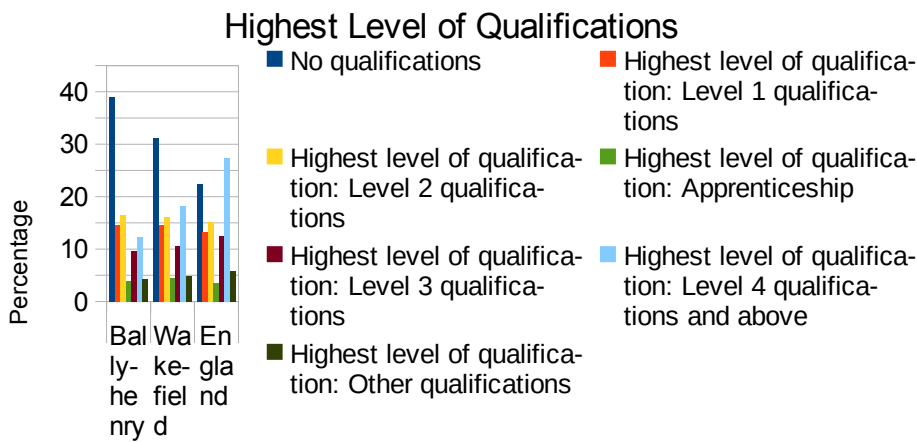 Highest Level of Qualifications
No qualifications
Highest level of qualifica-
tion: Level 1 qualifica-
tions
Highest level of qualifica-
tion: Level 2 qualifica-
tions
Highest level of qualifica-
tion: Apprenticeship
Highest level of qualifica-
tion: Level 3 qualifica-
tions
Highest level of qualifica-
tion: Level 4 qualifica-
tions and above
Highest level of qualifica-
tion: Other qualifications
Percentage
40
30
20
10
0
Bal
ly-
he
nry
Wa
ke-
fiel
d
En
gla
nd